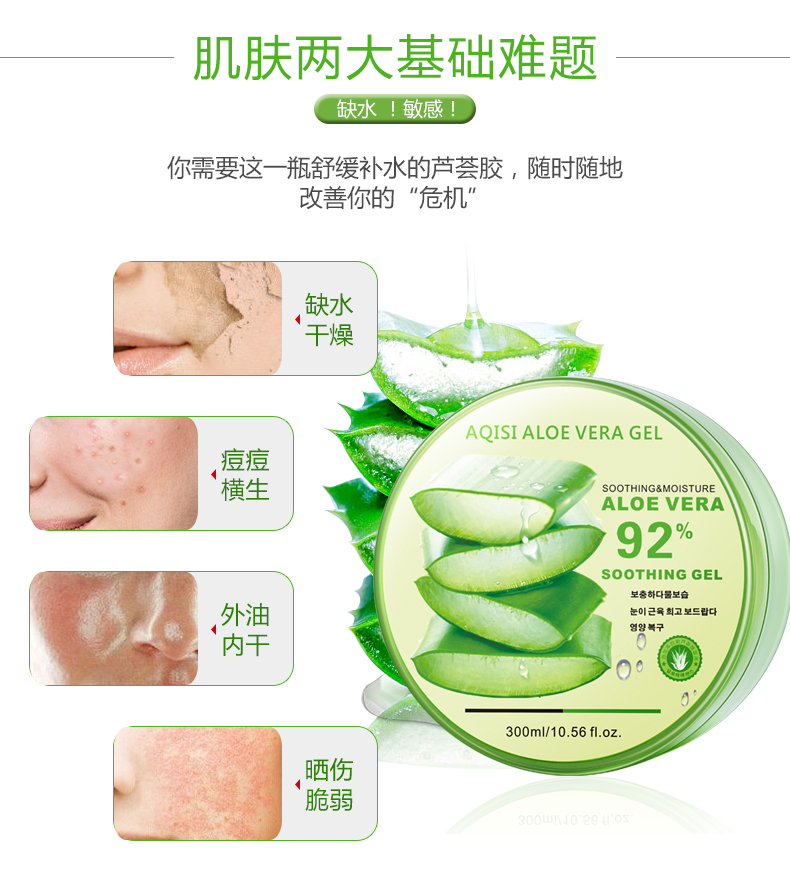 肌肤两大基础难题
缺水 ！敏感！
你需要这一瓶舒缓补水的芦荟胶，随时随地
改善你的“危机”
缺水
干燥
痘痘
横生
外油
内干
晒伤
脆弱
AQISI ALOE VERA GEL
SOOTHING&MOISTURE
ALOE VERA
92%
SOOTHING GEL
보충하다물보습
눈이 근육 희고 보드랍다
영양 복구
300ml/10.56 fl.oz.